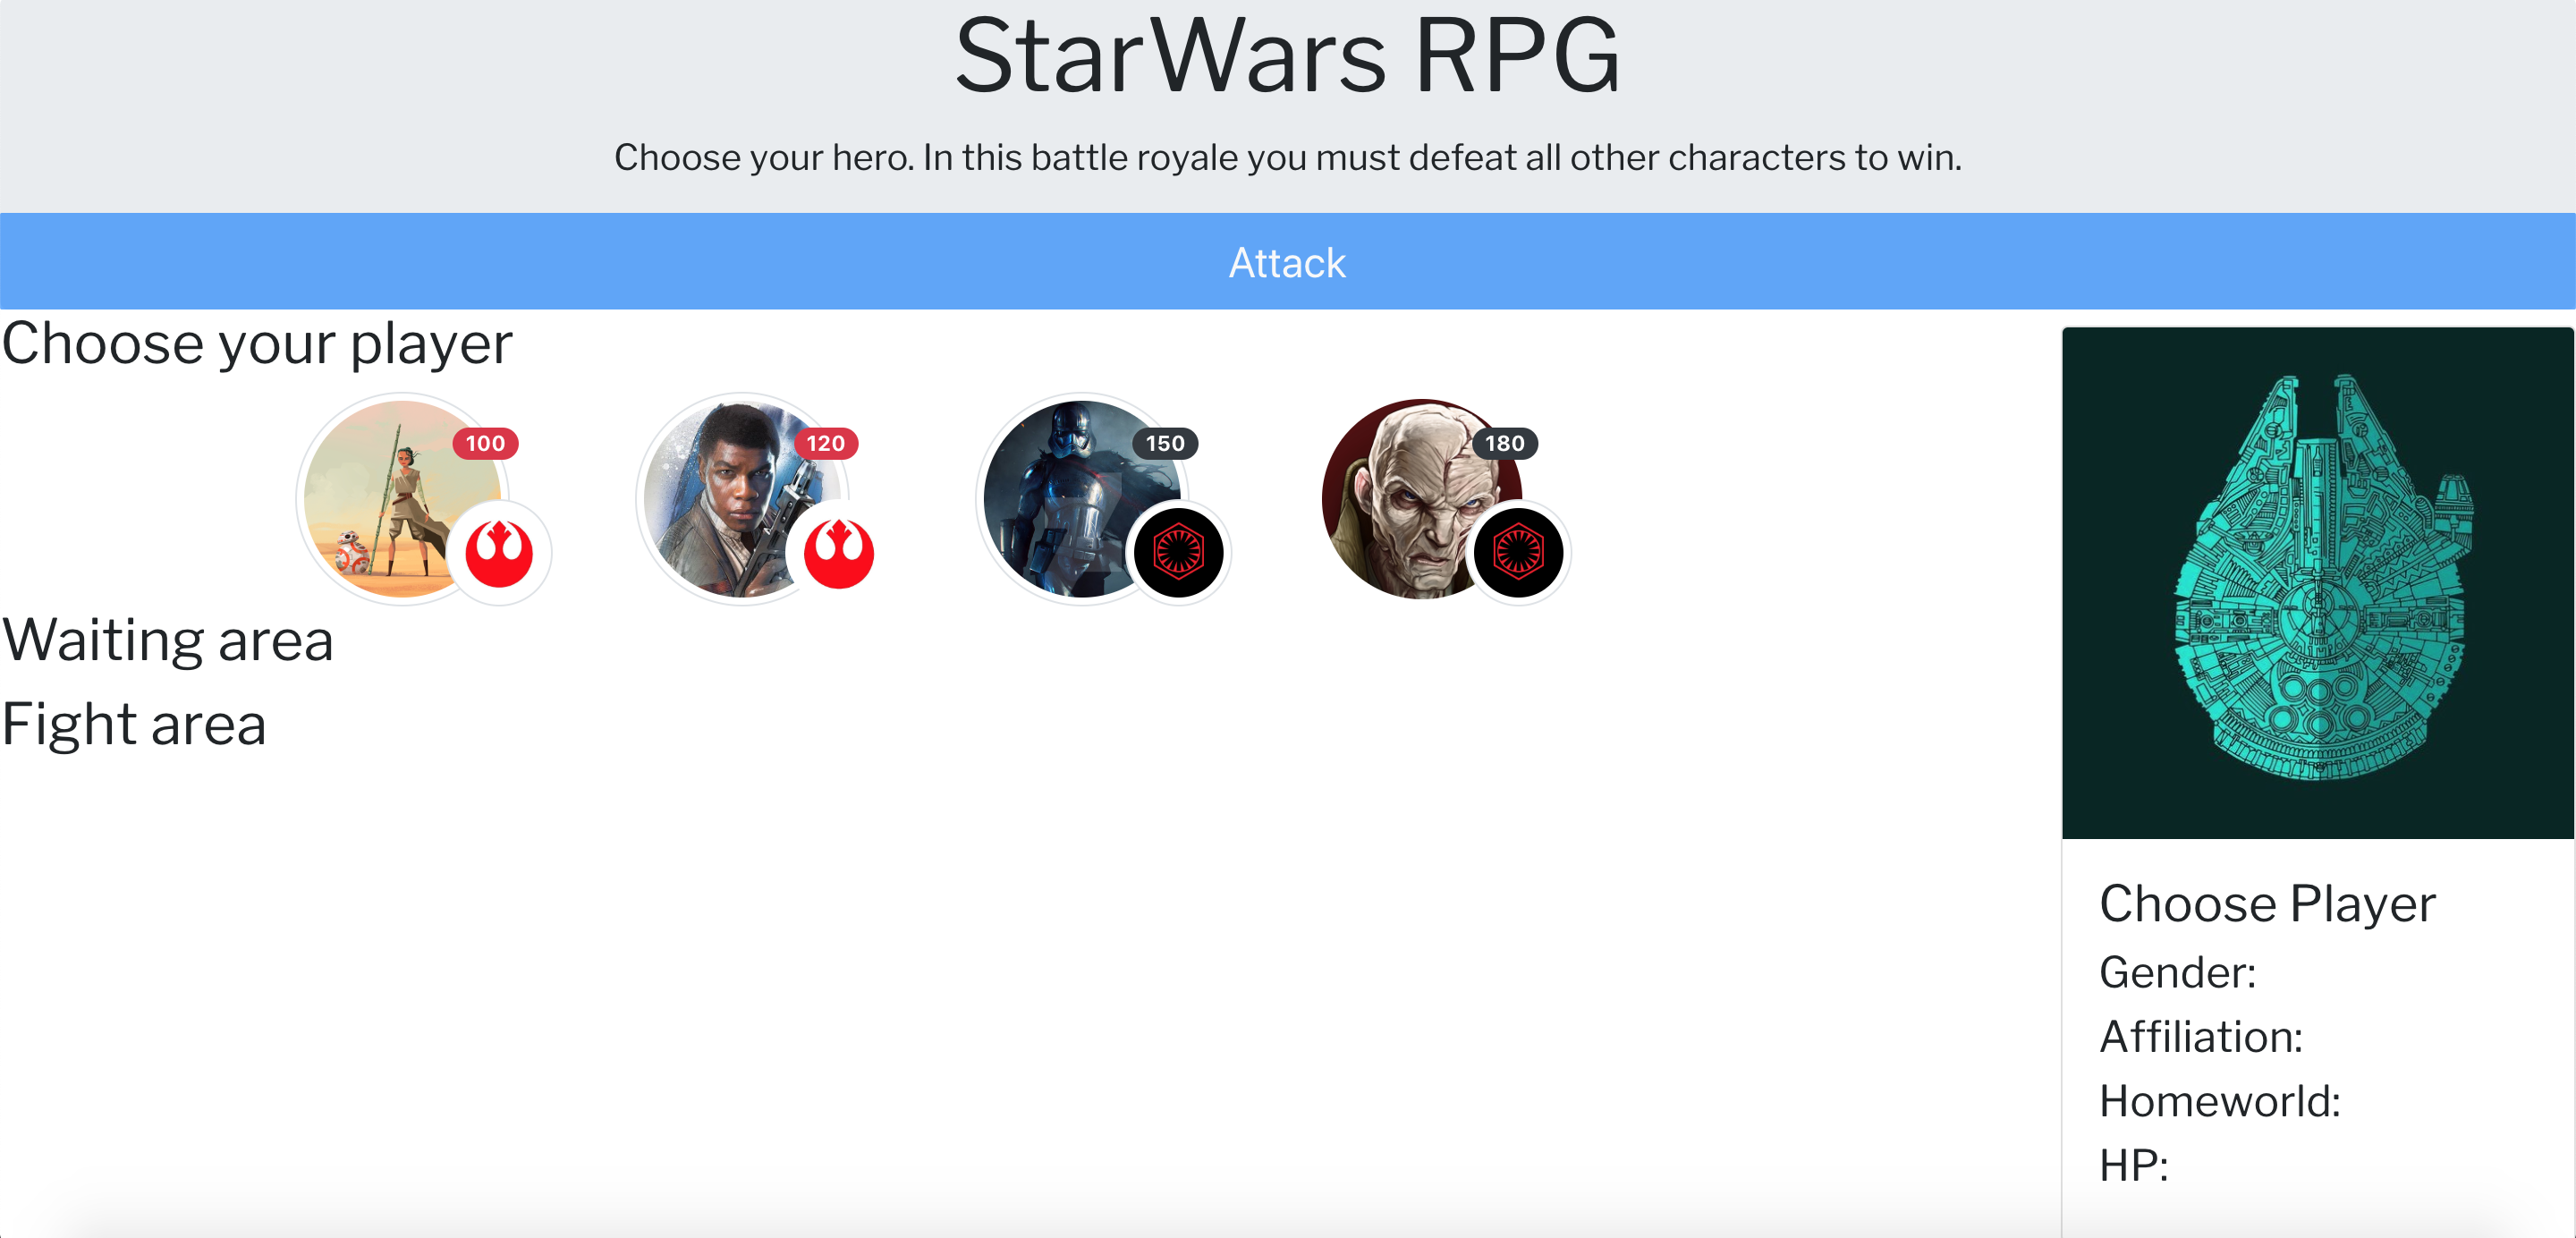 StarWars RPG
Choose your hero. In this battle royale you must defeat all other characters to win.
Attack
Choose your player
100
120
150
180
Waiting area
Fight area
Choose Player
Gender:
Affiliation:
Homeworld:
HP: